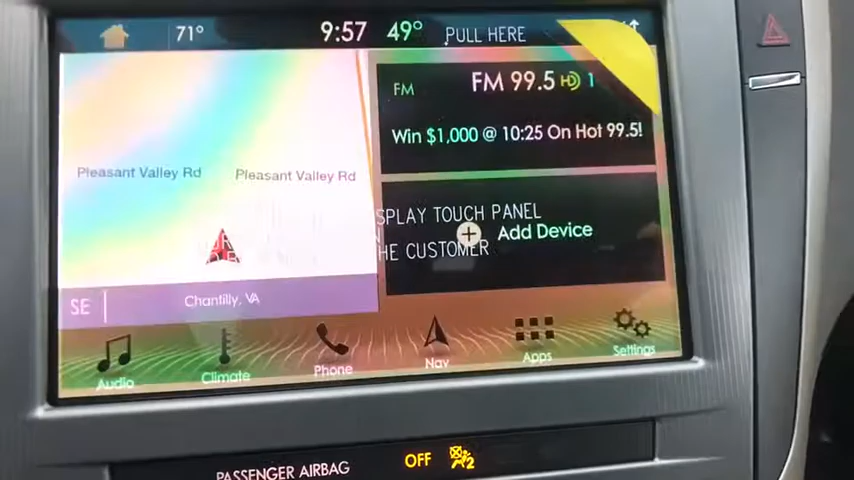 71° 9:57 49° PULL HERE
FM FM 99.5 HD 1
Win $1,000 @ 10:25 On Hot 99.5!
Pleasant Valley Rd Pleasant Valley Rd
SPLAY TOUCH PANEL
Add Device
HE CUSTOMER
SE Chantilly, VA
Audio Climate Phone Nav Apps Settings
PASSENGER AIRBAG OFF 2